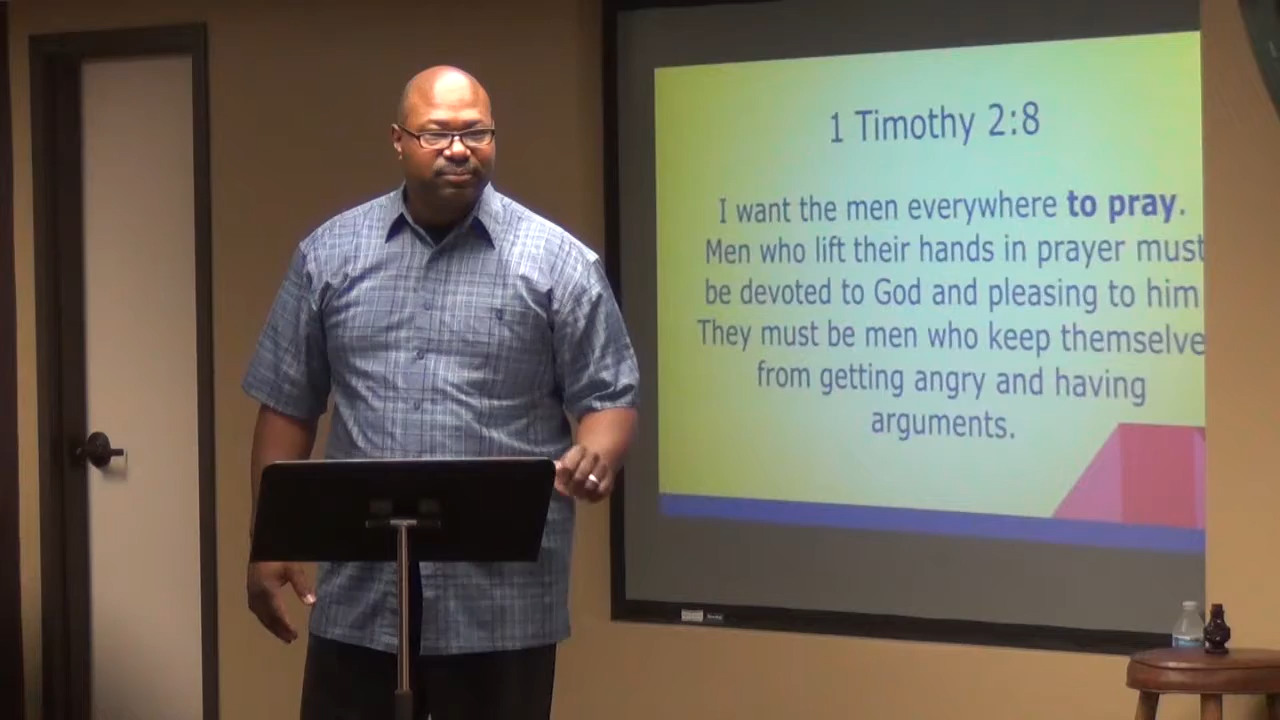 1 Timothy 2:8
I want the men everywhere to pray.
Men who lift their hands in prayer must
be devoted to God and pleasing to him
They must be men who keep themselve
from getting angry and having
arguments.